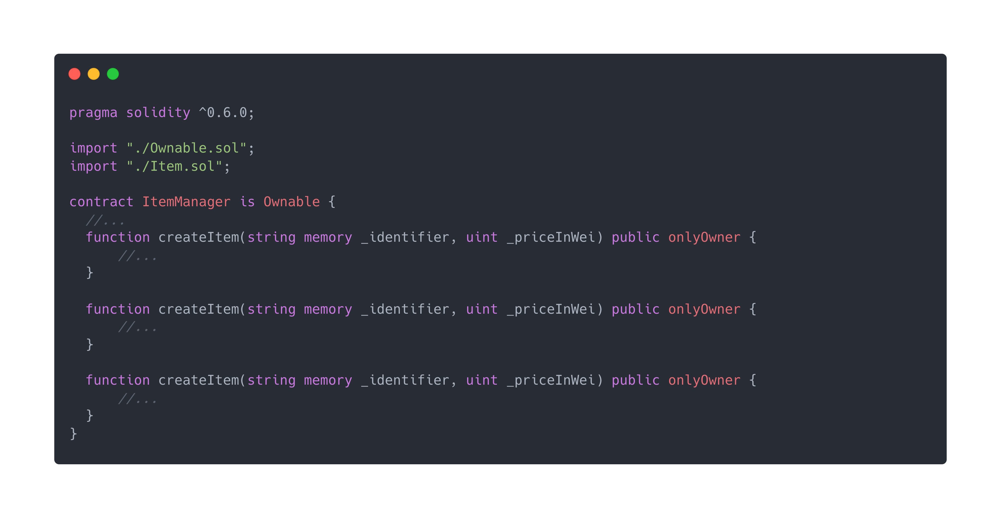 pragma solidity ^0.6.0;
import "./Ownable.sol";
import "./Item.sol";
contract ItemManager is Ownable {
//...
function createItem(string memory _identifier, uint _priceInWei) public onlyOwner {
//...
}
function createItem(string memory _identifier, uint _priceInWei) public onlyOwner {
//...
}
function createItem(string memory _identifier, uint _priceInWei) public onlyOwner {
//...
}
}